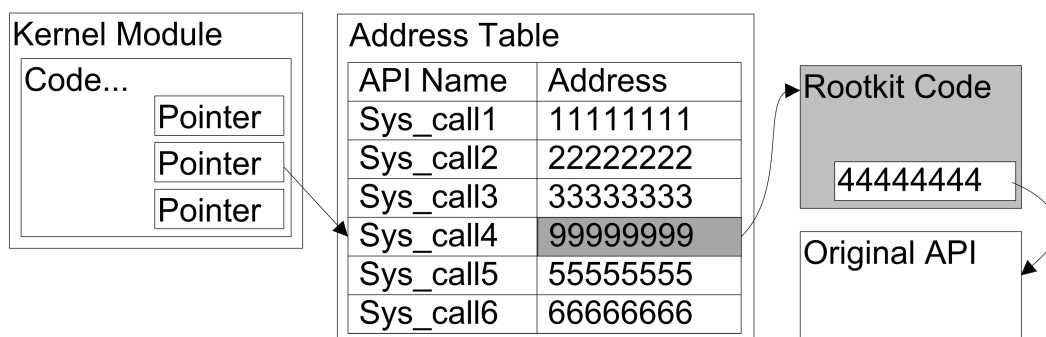 Kernel Module
Code...
Pointer
Pointer
Pointer
Address Table
API Name Address
Sys_call1 11111111
Sys_call2 22222222
Sys_call3 33333333
Sys_call4 99999999
Sys_call5 55555555
Sys_call6 66666666
Rootkit Code
44444444
Original API